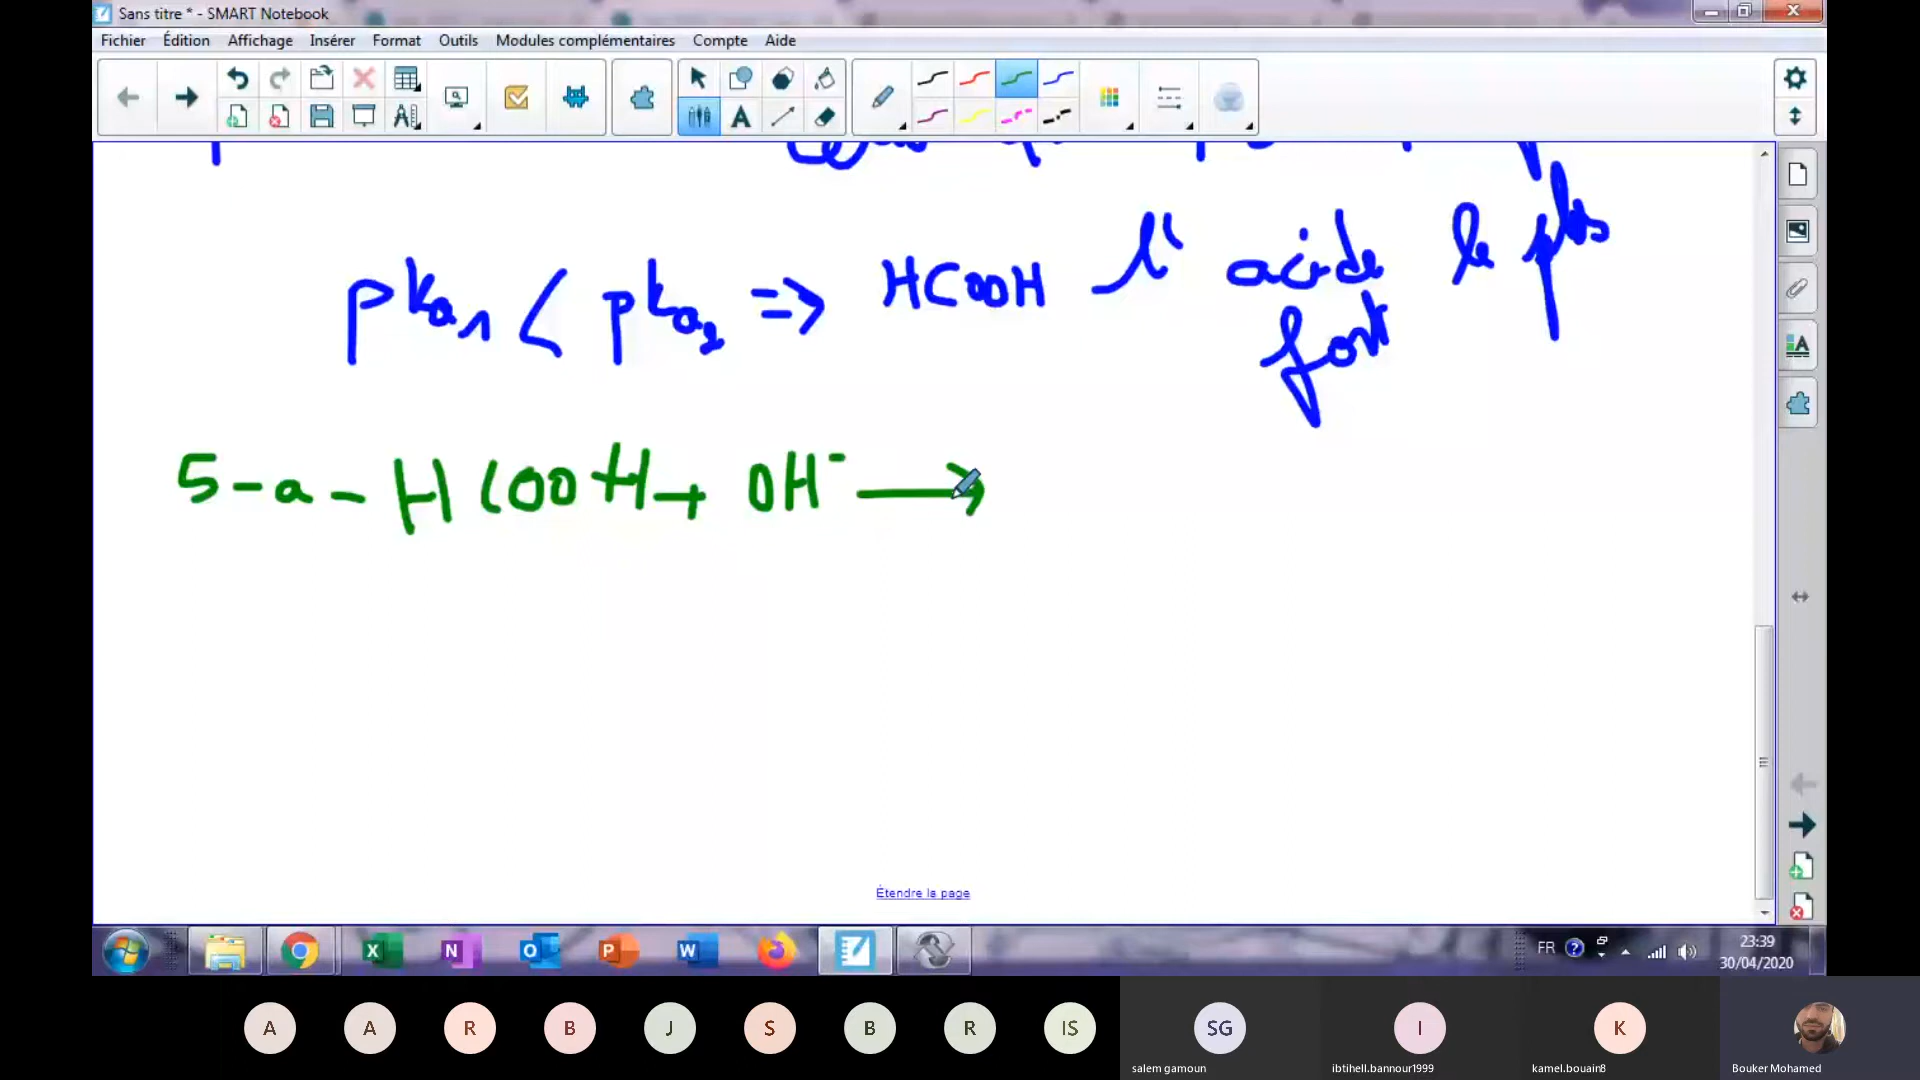 Sans titre * - SMART Notebook
Fichier Édition Affichage Insérer Format Outils Modules complémentaires Compte Aide
pka1 < pka2 => HCOOH l'acide le plus
fort
5-a- HCOOH + OH- →
Étendre la page
FR
23:39
30/04/2020
A A R B J S B R IS SG I K
salem gamoun ibtihell.bannour1999 kamel.bouain8 Bouker Mohamed